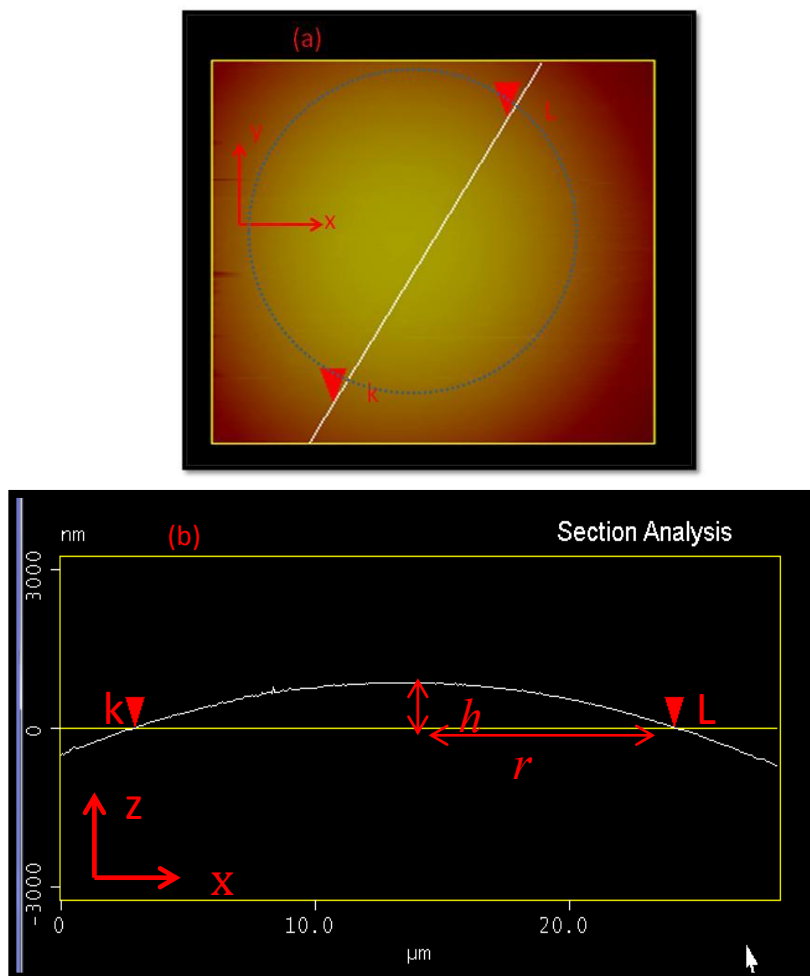 (a)
L
y
x
k
nm
(b)
Section Analysis
3000
k
L
h
0
r
z
x
-3000
0
10.0
20.0
µm